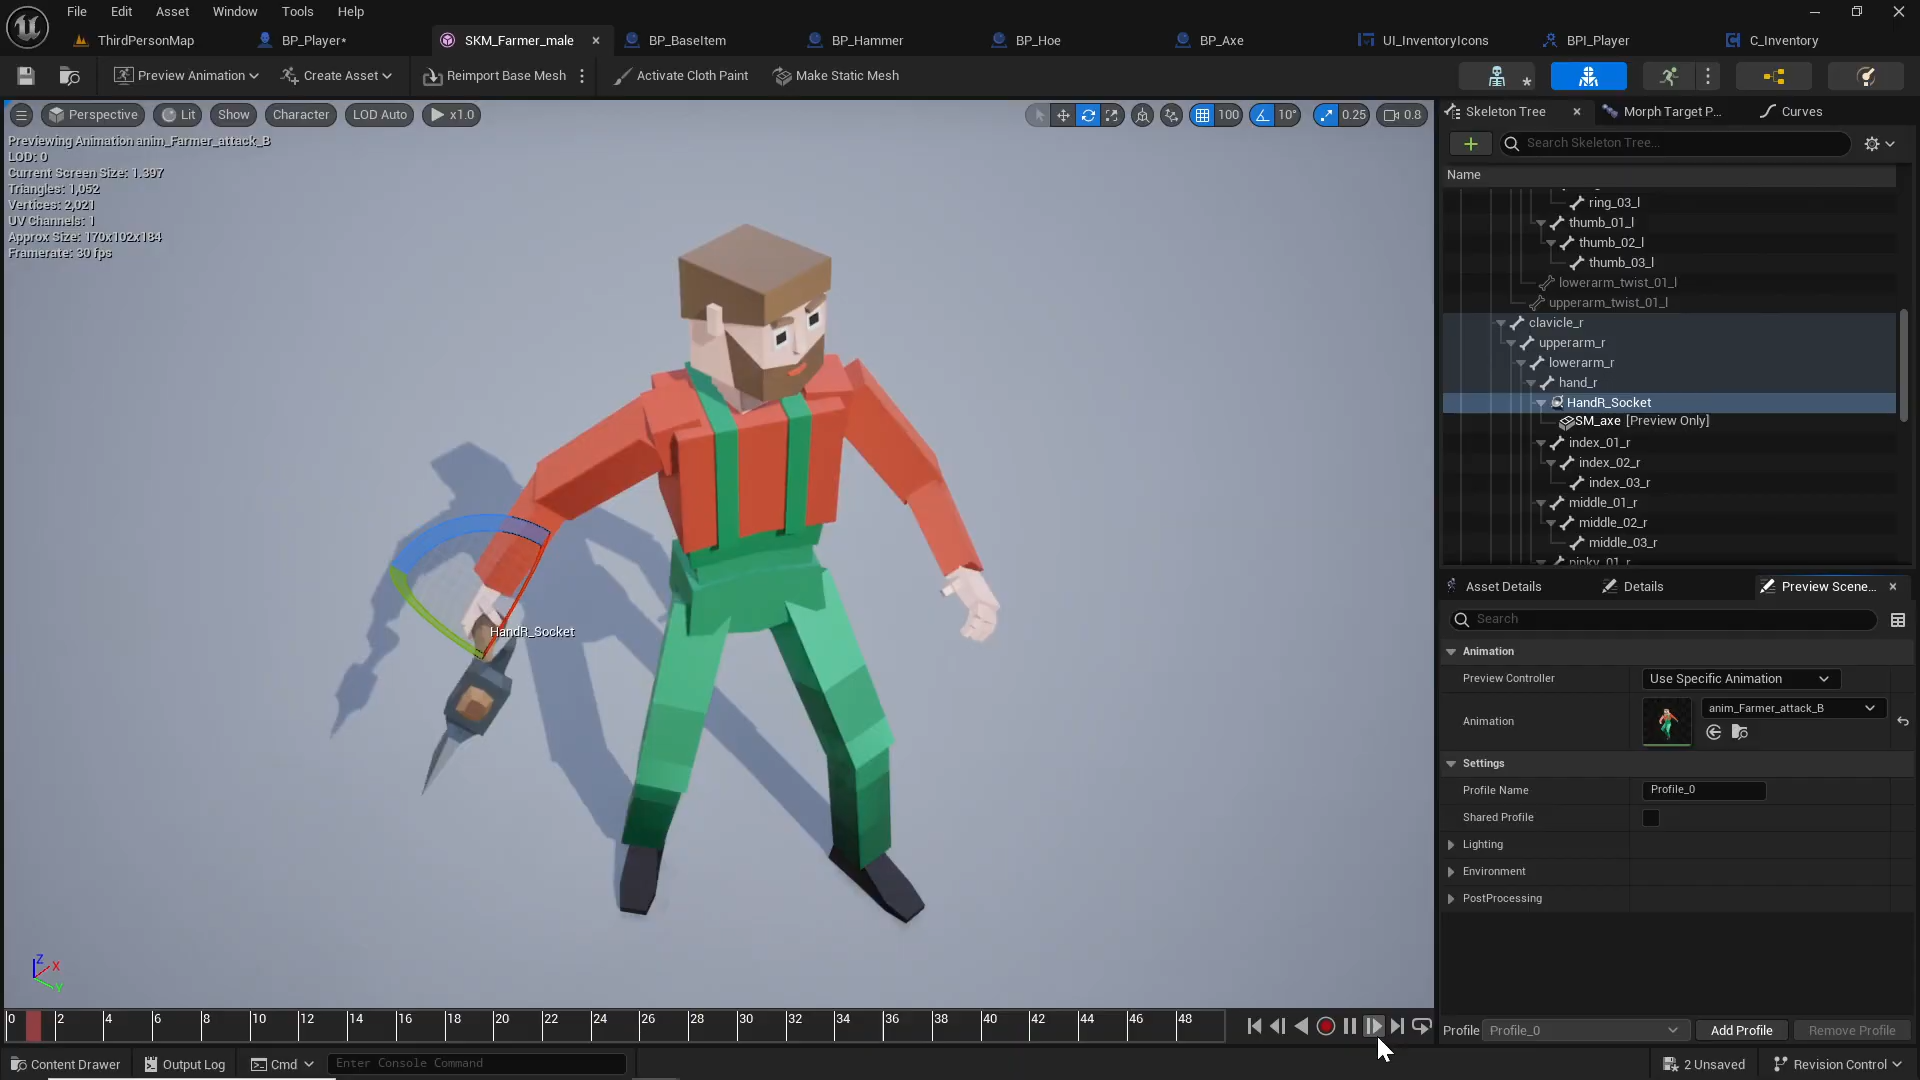 File Edit Asset Window Tools Help
ThirdPersonMap BP_Player* SKM_Farmer_male BP_BaseItem BP_Hammer BP_Hoe BP_Axe UI_InventoryIcons BPI_Player C_Inventory
Preview Animation Create Asset Reimport Base Mesh Activate Cloth Paint Make Static Mesh
Perspective Lit Show Character LOD Auto x1.0 100 10° 0.25 0.8
Previewing Animation anim_Farmer_attack_B
LOD: 0
Current Screen Size: 1.397
Triangles: 1,052
Vertices: 2,021
UV Channels: 1
Approx Size: 170x102x184
Framerate: 30 fps
HandR_Socket
Z X
Y
0 2 4 6 8 10 12 14 16 18 20 22 24 26 28 30 32 34 36 38 40 42 44 46 48
Skeleton Tree Morph Target P... Curves
Search Skeleton Tree...
Name
ring_03_l
thumb_01_l
thumb_02_l
thumb_03_l
lowerarm_twist_01_l
upperarm_twist_01_l
clavicle_r
upperarm_r
lowerarm_r
hand_r
HandR_Socket
SM_axe [Preview Only]
index_01_r
index_02_r
index_03_r
middle_01_r
middle_02_r
middle_03_r
pinky_01_r
Asset Details Details Preview Scene...
Search
Animation
Preview Controller Use Specific Animation
Animation anim_Farmer_attack_B
Settings
Profile Name Profile_0
Shared Profile
Lighting
Environment
PostProcessing
Profile Profile_0 Add Profile Remove Profile
Content Drawer Output Log Cmd Enter Console Command 2 Unsaved Revision Control